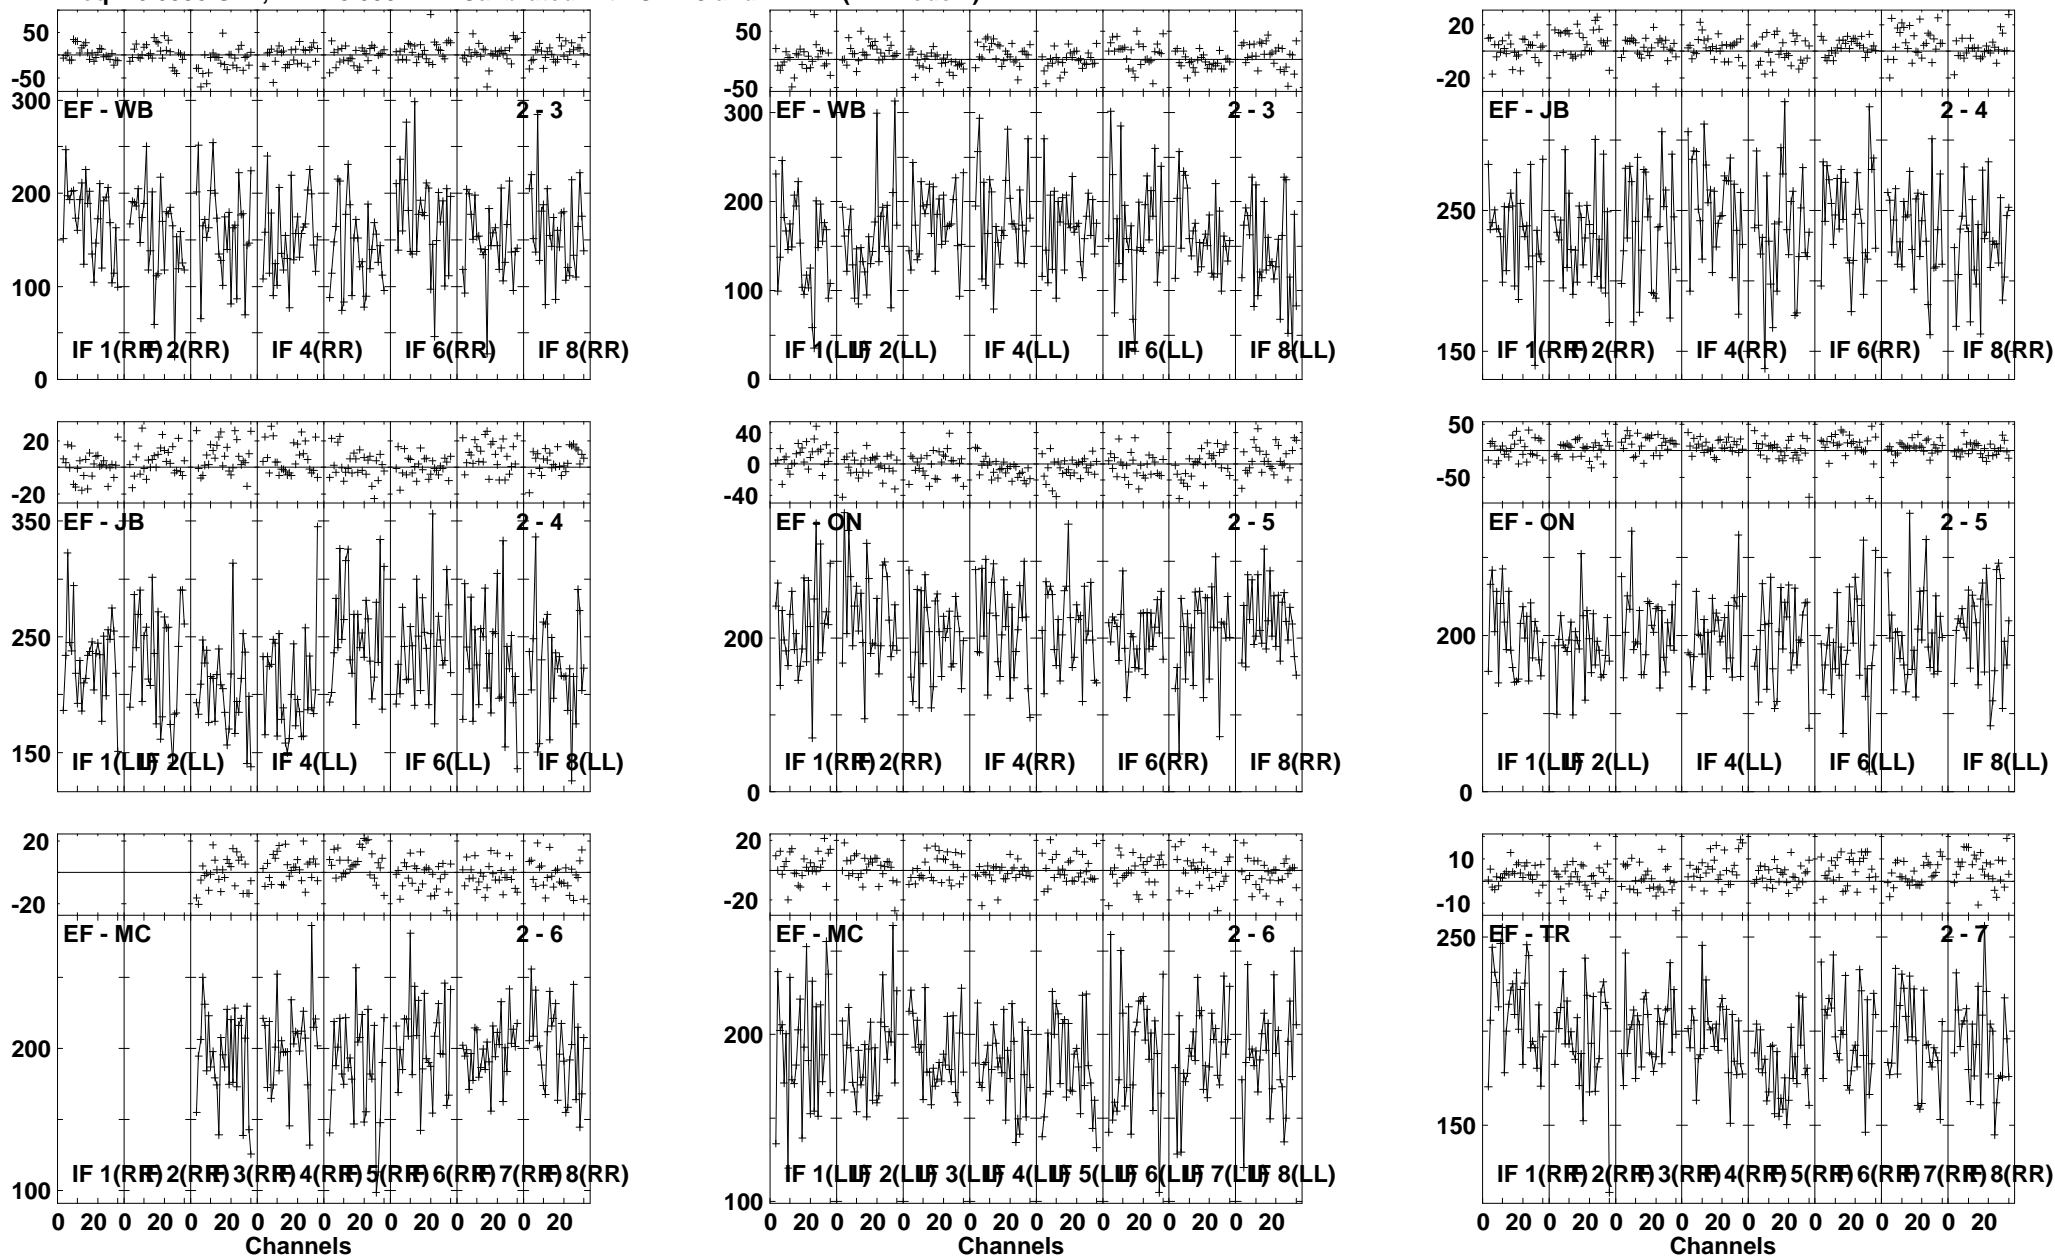 50
-50
300
200
100
0
EF - WB
2 - 3
IF 1(RR)
IF 2(RR)
IF 4(RR)
IF 6(RR)
IF 8(RR)
50
-50
300
200
100
0
EF - WB
2 - 3
IF 1(LL)
IF 2(LL)
IF 4(LL)
IF 6(LL)
IF 8(LL)
20
-20
250
150
EF - JB
2 - 4
IF 1(RR)
IF 2(RR)
IF 4(RR)
IF 6(RR)
IF 8(RR)
20
-20
350
250
150
EF - JB
2 - 4
IF 1(LL)
IF 2(LL)
IF 4(LL)
IF 6(LL)
IF 8(LL)
40
0
-40
200
0
EF - ON
2 - 5
IF 1(RR)
IF 2(RR)
IF 4(RR)
IF 6(RR)
IF 8(RR)
50
-50
200
0
EF - ON
2 - 5
IF 1(LL)
IF 2(LL)
IF 4(LL)
IF 6(LL)
IF 8(LL)
20
-20
200
100
EF - MC
2 - 6
IF 1(RR)
IF 2(RR)
IF 3(RR)
IF 4(RR)
IF 5(RR)
IF 6(RR)
IF 7(RR)
IF 8(RR)
0 20 0 20 0 20 0 20 0 20 0 20 0 20 0 20
Channels
20
-20
200
100
EF - MC
2 - 6
IF 1(LL)
IF 2(LL)
IF 3(LL)
IF 4(LL)
IF 5(LL)
IF 6(LL)
IF 7(LL)
IF 8(LL)
0 20 0 20 0 20 0 20 0 20 0 20 0 20 0 20
Channels
10
-10
250
150
EF - TR
2 - 7
IF 1(RR)
IF 2(RR)
IF 3(RR)
IF 4(RR)
IF 5(RR)
IF 6(RR)
IF 7(RR)
IF 8(RR)
0 20 0 20 0 20 0 20 0 20 0 20 0 20 0 20
Channels